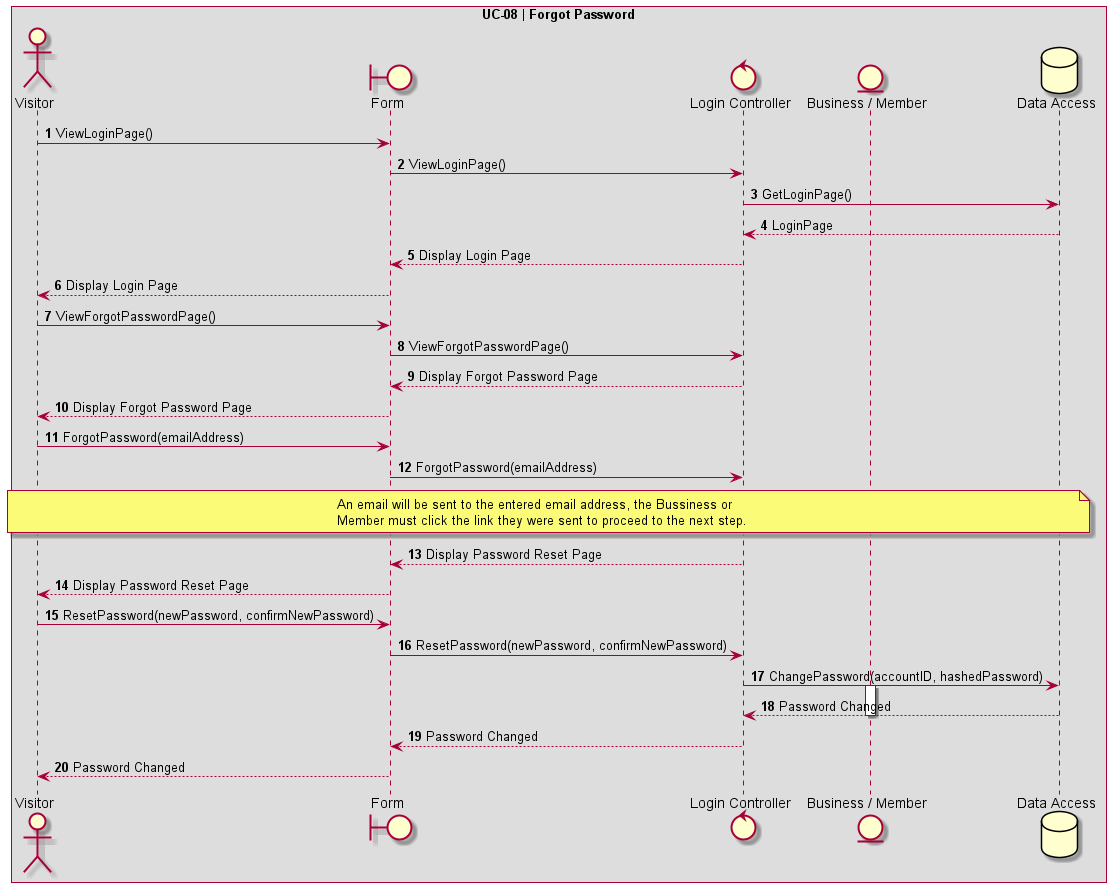 UC-08 | Forgot Password
Visitor
Form
Login Controller
Business / Member
Data Access
1 ViewLoginPage()
2 ViewLoginPage()
3 GetLoginPage()
4 LoginPage
5 Display Login Page
6 Display Login Page
7 ViewForgotPasswordPage()
8 ViewForgotPasswordPage()
9 Display Forgot Password Page
10 Display Forgot Password Page
11 ForgotPassword(emailAddress)
12 ForgotPassword(emailAddress)
An email will be sent to the entered email address, the Bussiness or
Member must click the link they were sent to proceed to the next step.
13 Display Password Reset Page
14 Display Password Reset Page
15 ResetPassword(newPassword, confirmNewPassword)
16 ResetPassword(newPassword, confirmNewPassword)
17 ChangePassword(accountID, hashedPassword)
18 Password Changed
19 Password Changed
20 Password Changed
Visitor
Form
Login Controller
Business / Member
Data Access